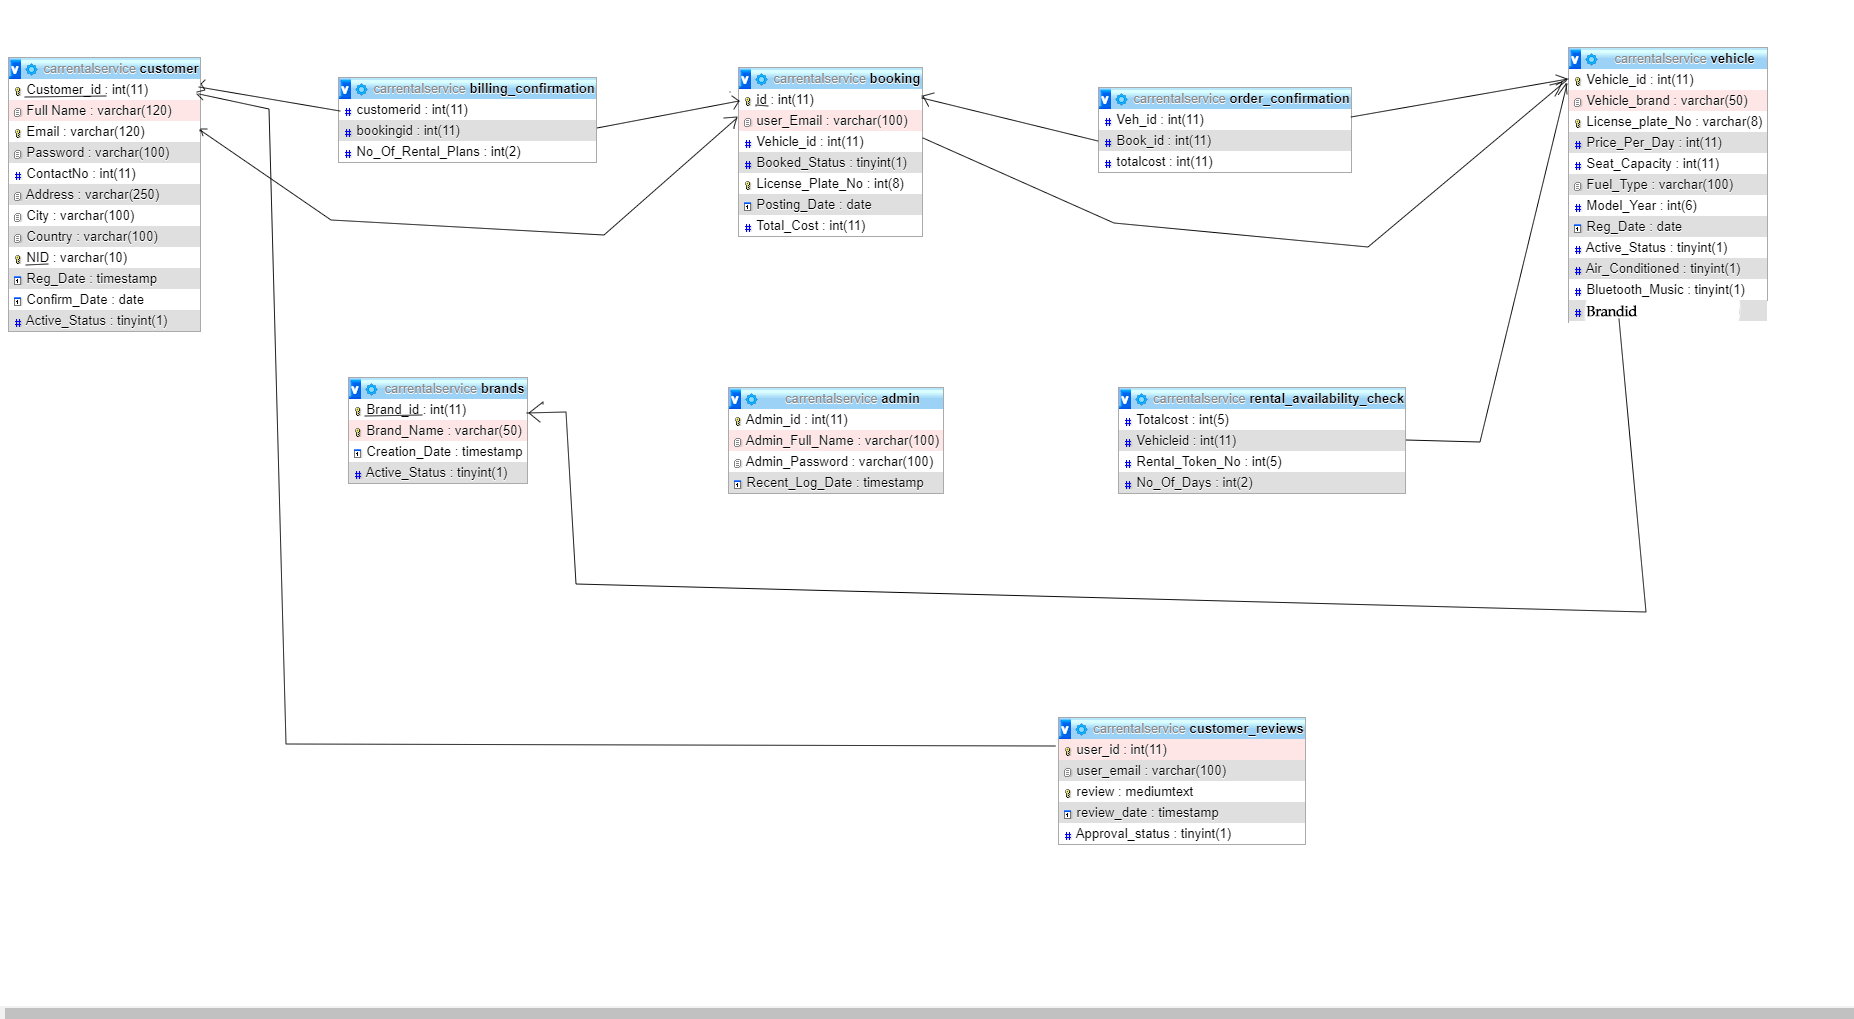 v carrentalservice customer
Customer_id : int(11)
Full Name : varchar(120)
Email : varchar(120)
Password : varchar(100)
ContactNo : int(11)
Address : varchar(250)
City : varchar(100)
Country : varchar(100)
NID : varchar(10)
Reg_Date : timestamp
Confirm_Date : date
Active_Status : tinyint(1)
v carrentalservice billing_confirmation
customerid : int(11)
bookingid : int(11)
No_Of_Rental_Plans : int(2)
v carrentalservice booking
id : int(11)
user_Email : varchar(100)
Vehicle_id : int(11)
Booked_Status : tinyint(1)
License_Plate_No : int(8)
Posting_Date : date
Total_Cost : int(11)
v carrentalservice order_confirmation
Veh_id : int(11)
Book_id : int(11)
totalcost : int(11)
v carrentalservice vehicle
Vehicle_id : int(11)
Vehicle_brand : varchar(50)
License_plate_No : varchar(8)
Price_Per_Day : int(11)
Seat_Capacity : int(11)
Fuel_Type : varchar(100)
Model_Year : int(6)
Reg_Date : date
Active_Status : tinyint(1)
Air_Conditioned : tinyint(1)
Bluetooth_Music : tinyint(1)
Brandid
v carrentalservice brands
Brand_id : int(11)
Brand_Name : varchar(50)
Creation_Date : timestamp
Active_Status : tinyint(1)
v carrentalservice admin
Admin_id : int(11)
Admin_Full_Name : varchar(100)
Admin_Password : varchar(100)
Recent_Log_Date : timestamp
v carrentalservice rental_availability_check
Totalcost : int(5)
Vehicleid : int(11)
Rental_Token_No : int(5)
No_Of_Days : int(2)
v carrentalservice customer_reviews
user_id : int(11)
user_email : varchar(100)
review : mediumtext
review_date : timestamp
Approval_status : tinyint(1)